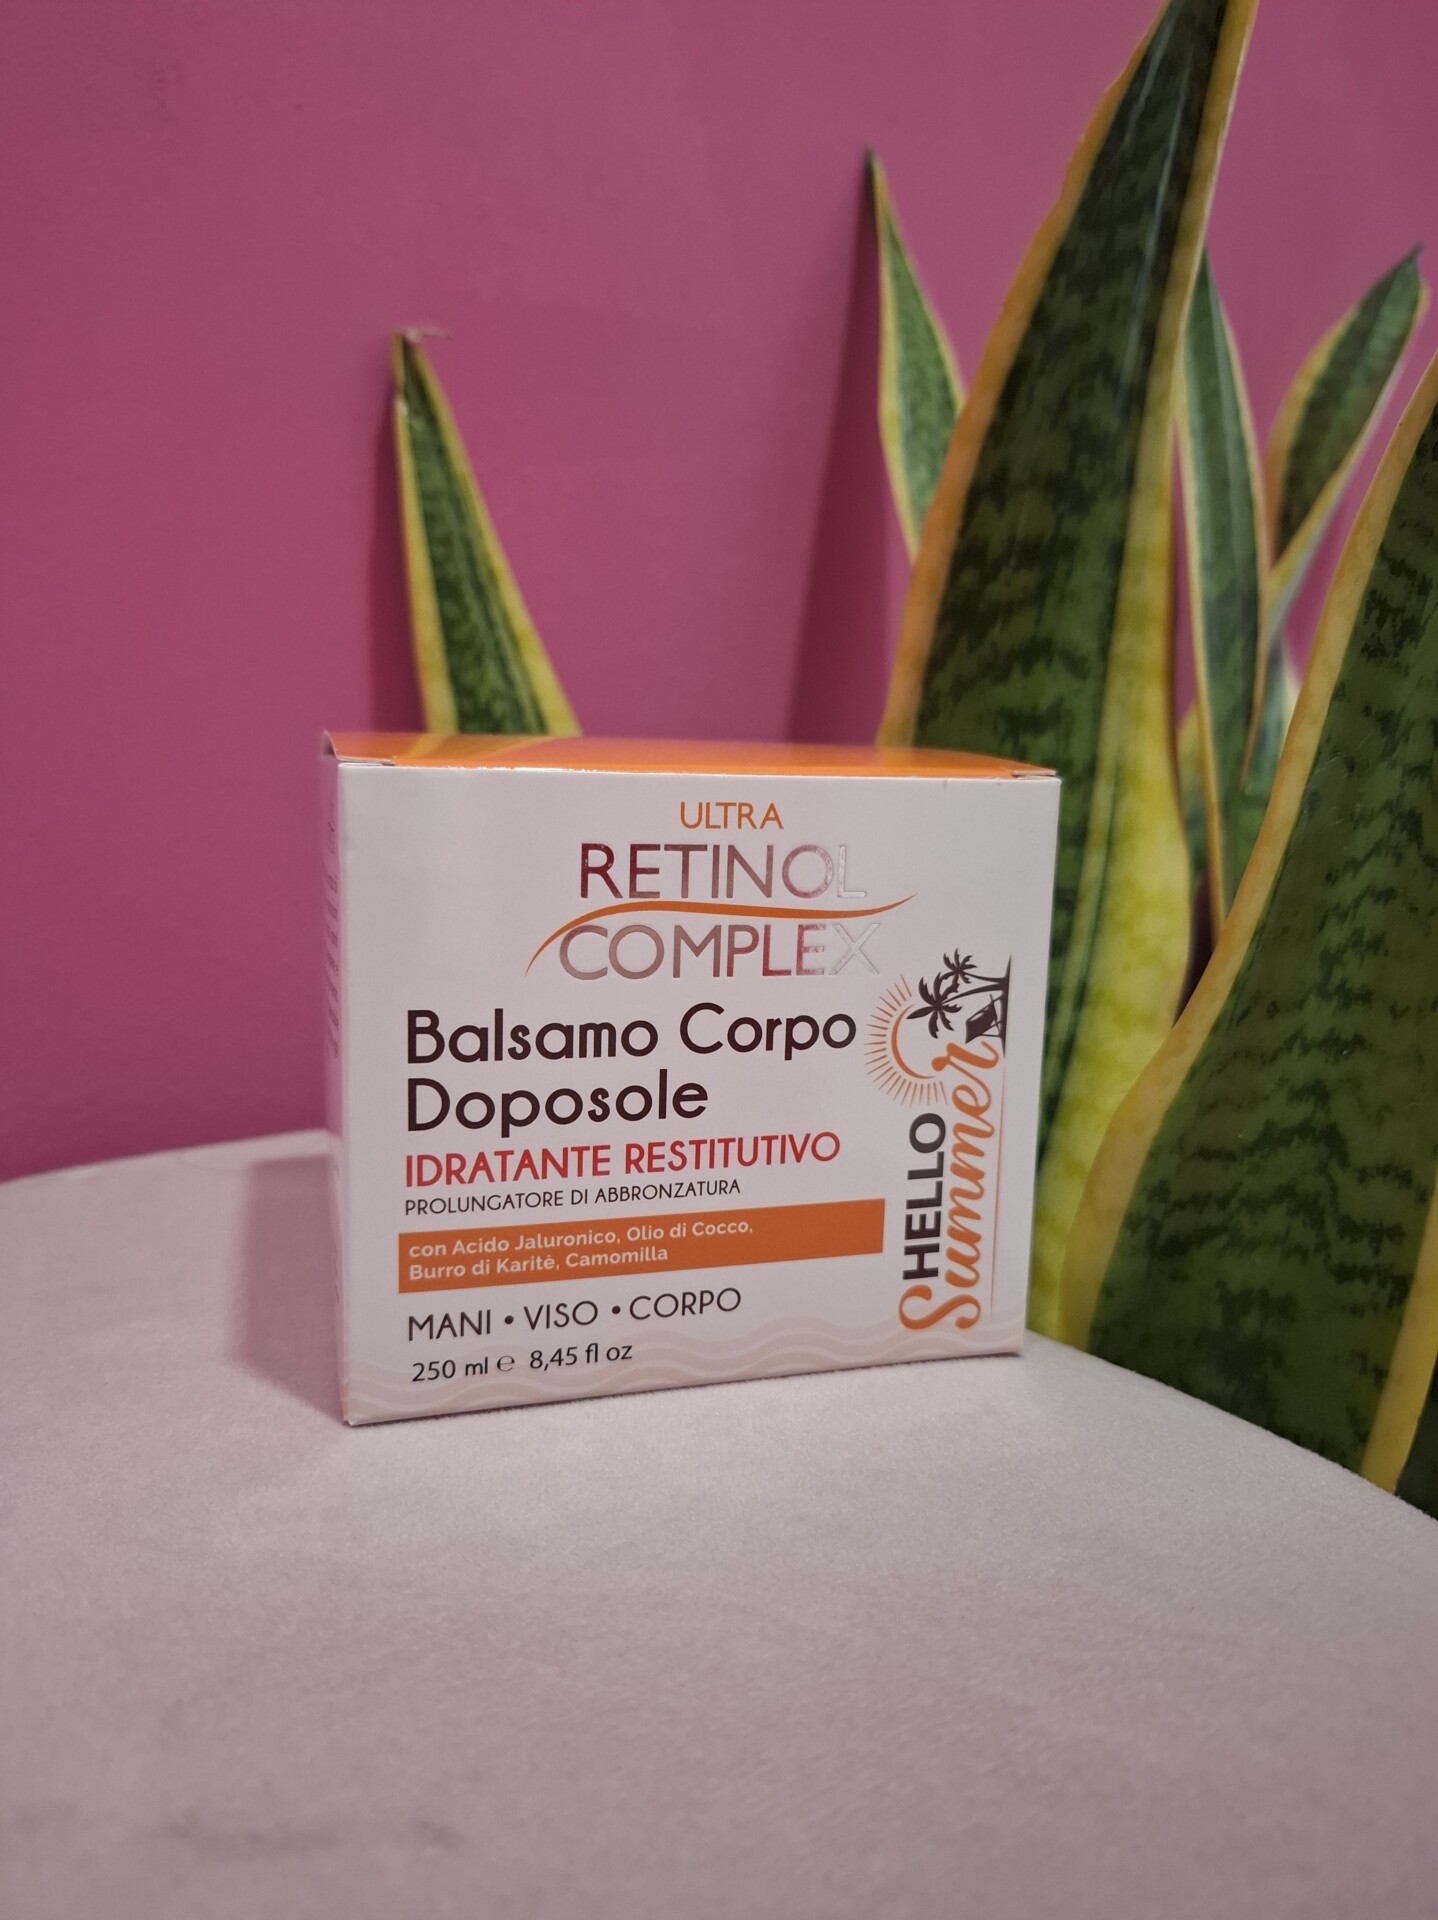 ULTRA
RETINOL
COMPLEX
Balsamo Corpo
Doposole
IDRATANTE RESTITUTIVO
PROLUNGATORE DI ABBRONZATURA
con Acido Jaluronico, Olio di Cocco,
Burro di Karitè, Camomilla
MANI • VISO • CORPO
250 ml ℮ 8,45 fl oz
HELLO
Summer